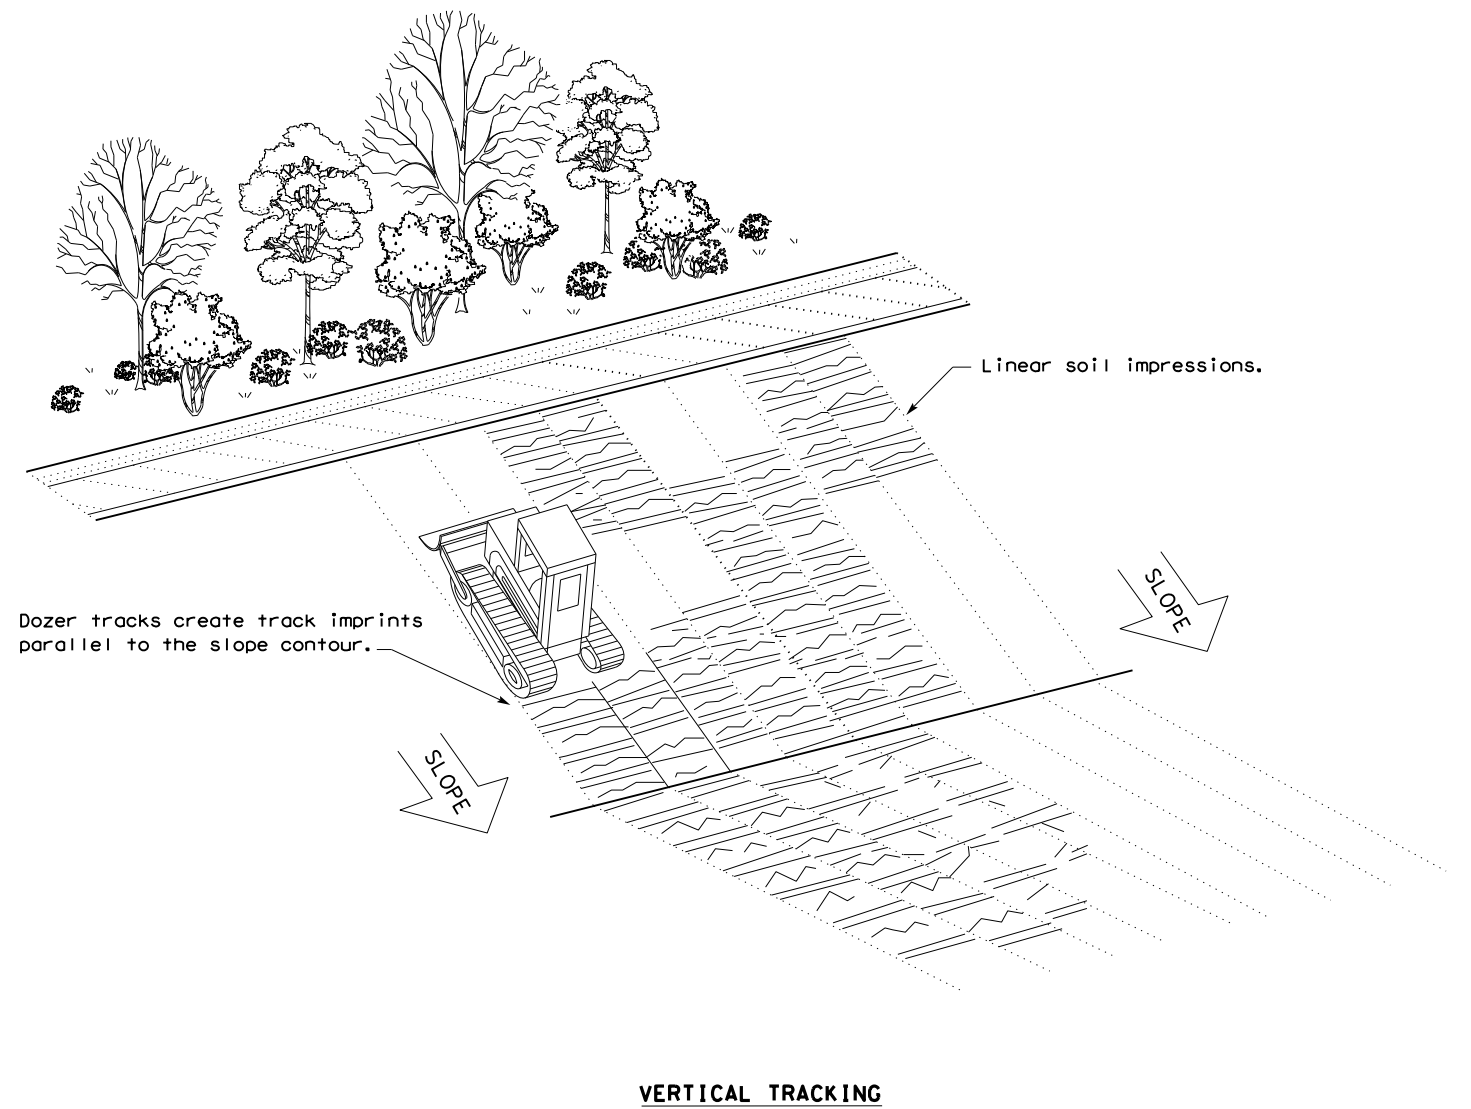 Linear soil impressions.
SLOPE
Dozer tracks create track imprints
parallel to the slope contour.
SLOPE
VERTICAL TRACKING